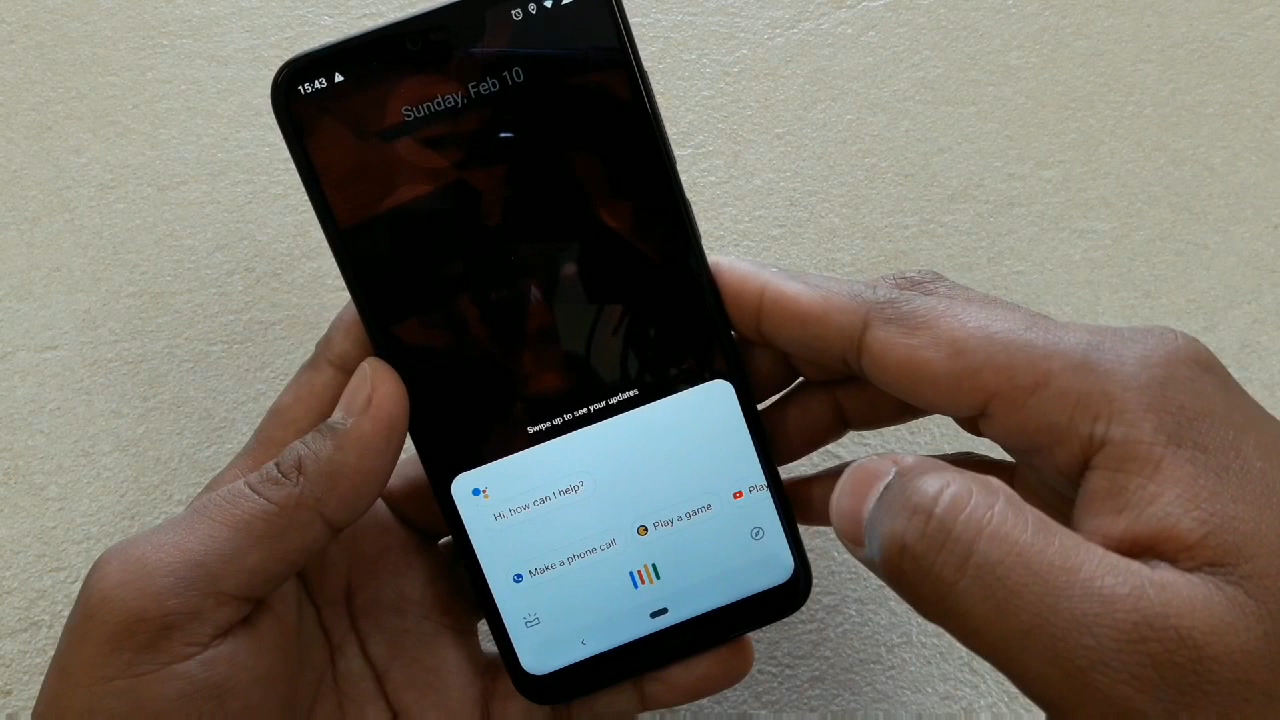 15:43
Sunday, Feb 10
Swipe up to see your updates
Hi, how can I help?
Make a phone call
Play a game
Play